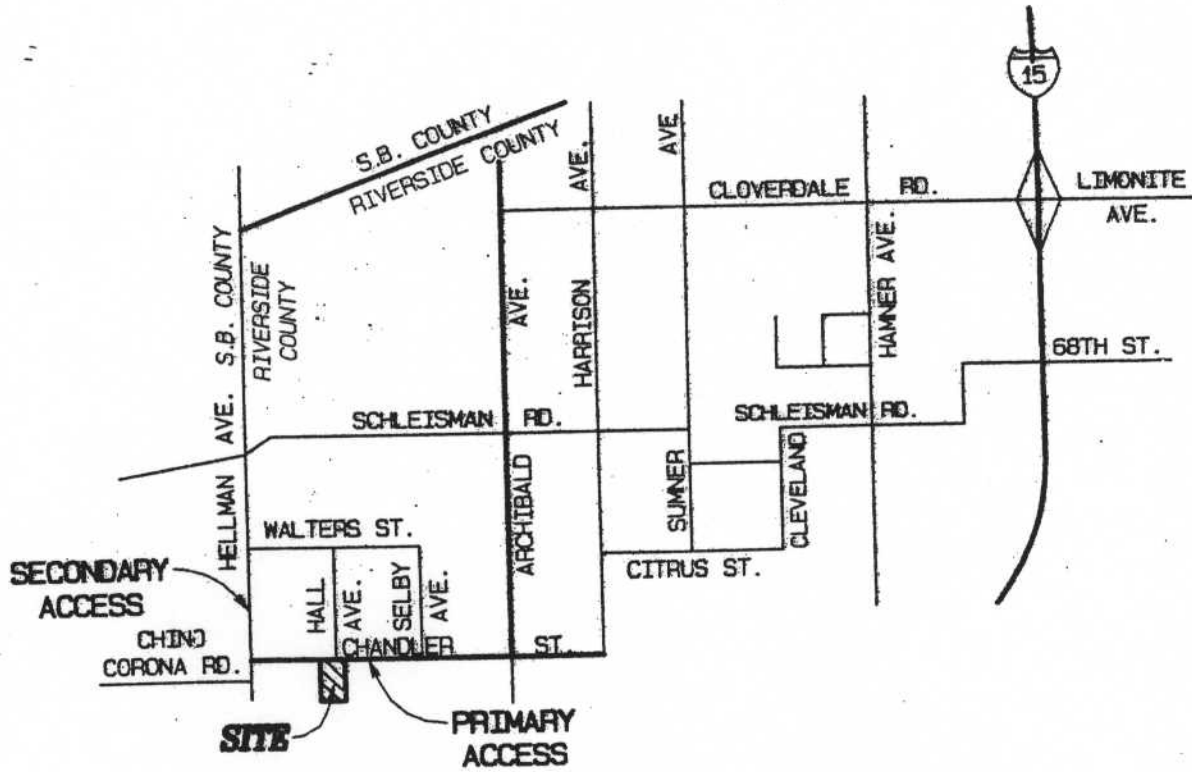 15
S.B. COUNTY
RIVERSIDE COUNTY
AVE.
AVE
CLOVERDALE RD.
LIMONITE
AVE.
HELLMAN AVE. S.B. COUNTY
RIVERSIDE
COUNTY
ARCHIBALD AVE.
HARRISON
HAMNER AVE.
68TH ST.
SCHLEISMAN RD.
SCHLEISMAN RD.
SUMNER
CLEVELAND
WALTERS ST.
CITRUS ST.
SECONDARY
ACCESS
HALL
AVE.
SELBY
AVE.
CHINO
CORONA RD.
CHANDLER ST.
SITE
PRIMARY
ACCESS